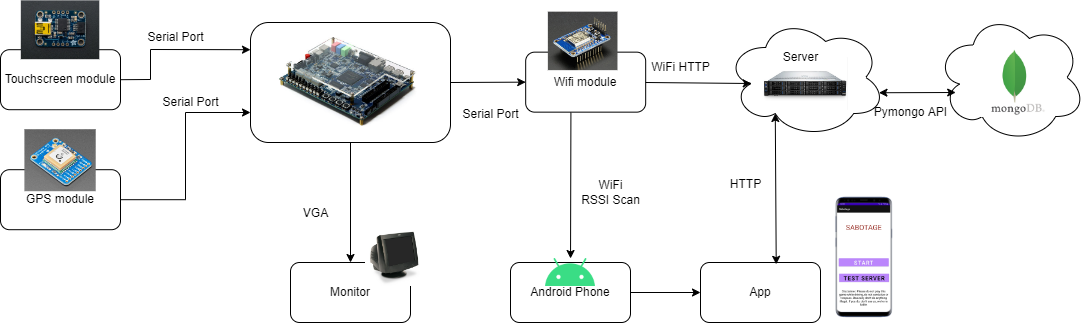 Touchscreen module
Serial Port
Serial Port
GPS module
Serial Port
Wifi module
WiFi HTTP
Server
Pymongo API
mongoDB.
VGA
WiFi
RSSI Scan
HTTP
Monitor
Android Phone
App
SABOTAGE
START
TEST SERVER